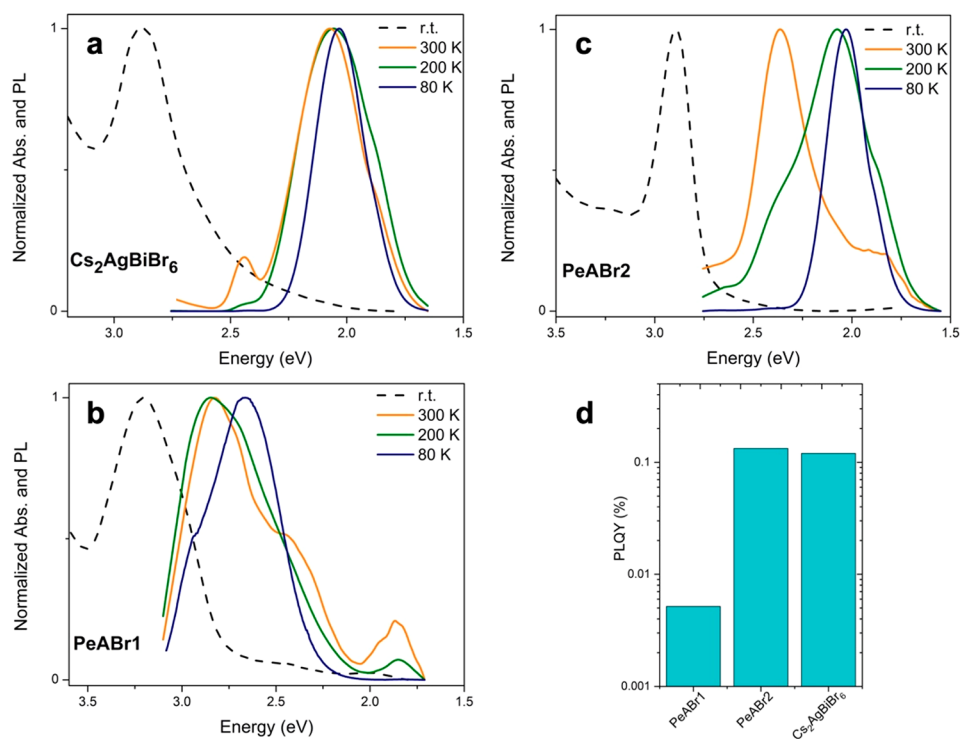 a
Normalized Abs. and PL
1
0
r.t.
300 K
200 K
80 K
Cs₂AgBiBr₆
3.0 2.5 2.0 1.5
Energy (eV)
c
Normalized Abs. and PL
1
0
r.t.
300 K
200 K
80 K
PeABr2
3.5 3.0 2.5 2.0 1.5
Energy (eV)
b
Normalized Abs. and PL
1
0
r.t.
300 K
200 K
80 K
PeABr1
3.5 3.0 2.5 2.0 1.5
Energy (eV)
d
PLQY (%)
0.1
0.01
0.001
PeABr1
PeABr2
Cs₂AgBiBr₆